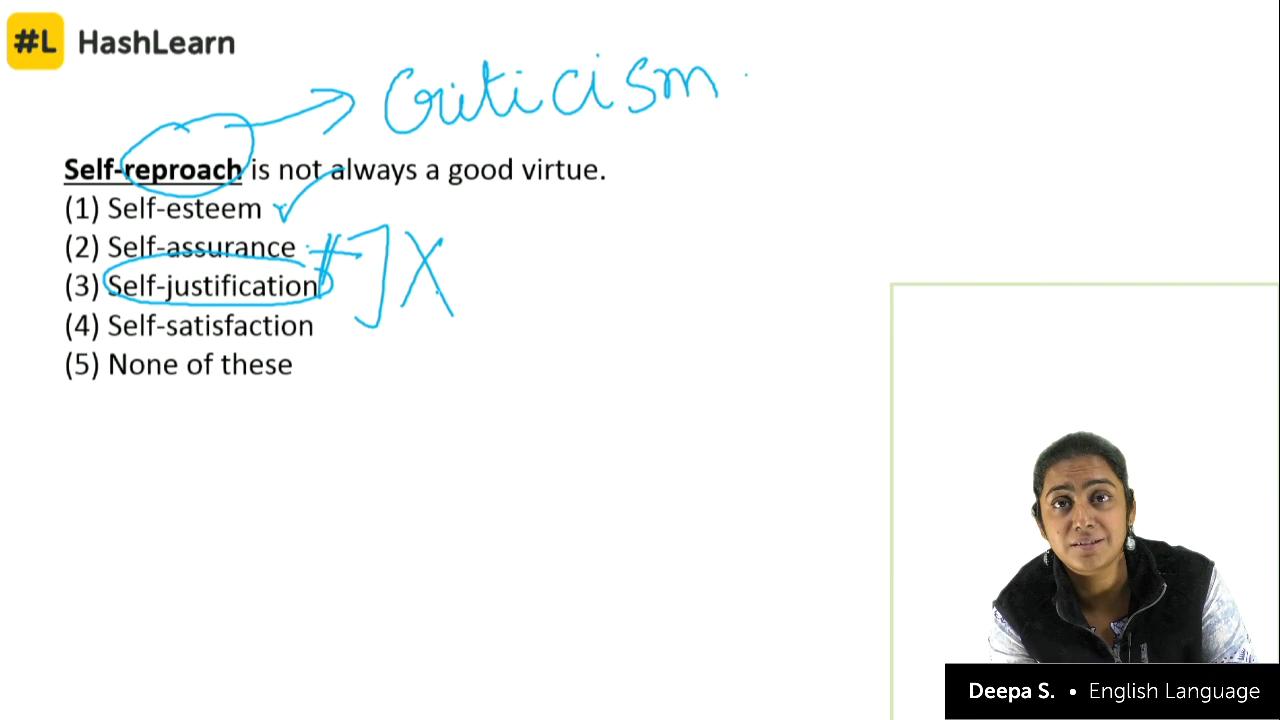 #L HashLearn
Criticism
Self-reproach is not always a good virtue.
(1) Self-esteem
(2) Self-assurance
(3) Self-justification
(4) Self-satisfaction
(5) None of these
Deepa S. • English Language